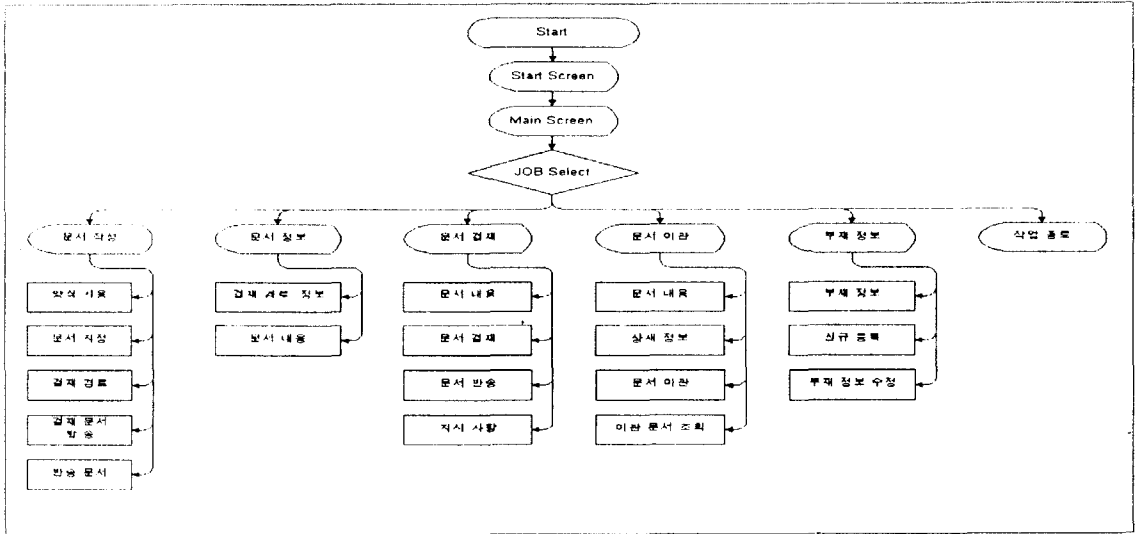 Start
Start Screen
Main Screen
JOB Select
문서 작성
문서 정보
문서 결재
문서 이관
부재 정보
작업 종료
양식 사용
문서 저장
결재 경로
결재 문서
발송
반송 문서
결재 경로 정보
문서 내용
문서 내용
문서 결재
문서 반송
지시 사항
문서 내용
상세 정보
문서 이관
이관 문서 조회
부재 정보
신규 등록
부재 정보 수정